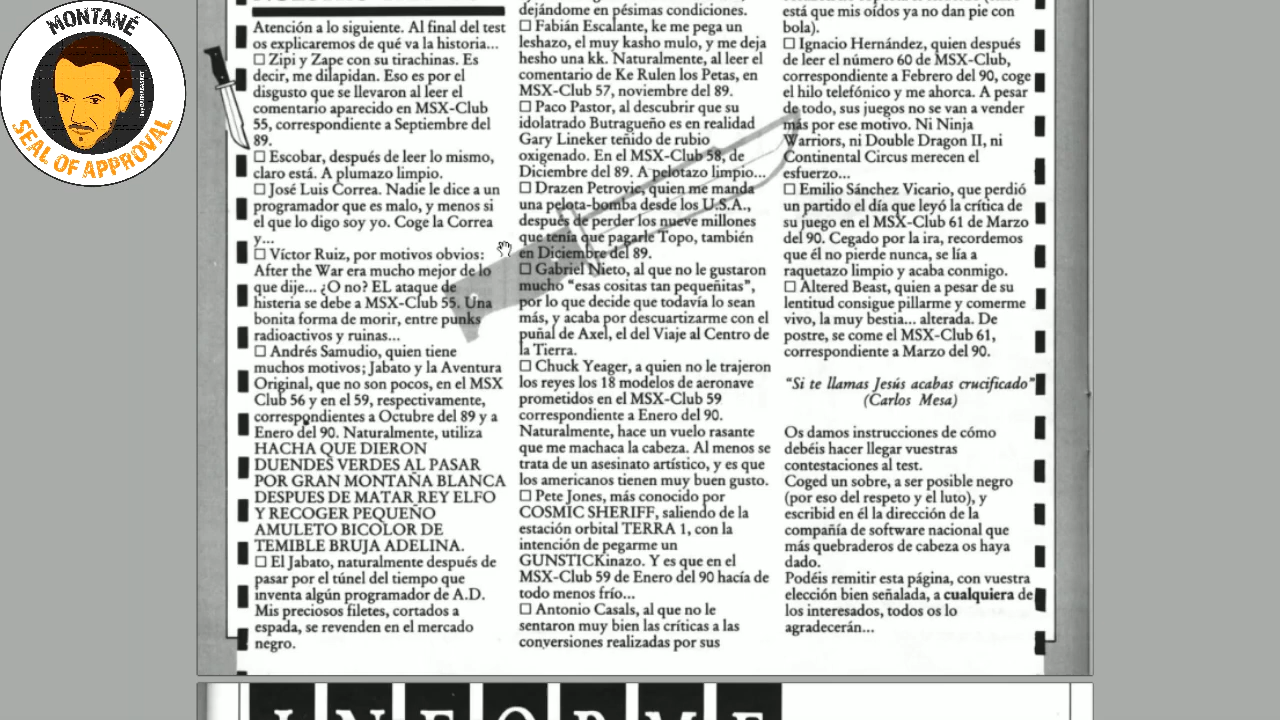 MONTANÉ
SEAL OF APPROVAL
Atención a lo siguiente. Al final del test
os explicaremos de qué va la historia...
☐ Zipi y Zape con su tirachinas. Es
decir, me dilapidan. Eso es por el
disgusto que se llevaron al leer el
comentario aparecido en MSX-Club
55, correspondiente a Septiembre del
89.
☐ Escobar, después de leer lo mismo,
claro está. A plumazo limpio.
☐ José Luis Correa. Nadie le dice a un
programador que es malo, y menos si
el que lo digo soy yo. Coge la Correa
y...
☐ Víctor Ruiz, por motivos obvios:
After the War era mucho mejor de lo
que dije... ¿O no? EL ataque de
histeria se debe a MSX-Club 55. Una
bonita forma de morir, entre punks
radioactivos y ruinas...
☐ Andrés Samudio, quien tiene
muchos motivos; Jabato y la Aventura
Original, que no son pocos, en el MSX
Club 56 y en el 59, respectivamente,
correspondientes a Octubre del 89 y a
Enero del 90. Naturalmente, utiliza
HACHA QUE DIERON
DUENDES VERDES AL PASAR
POR GRAN MONTAÑA BLANCA
DESPUES DE MATAR REY ELFO
Y RECOGER PEQUEÑO
AMULETO BICOLOR DE
TEMIBLE BRUJA ADELINA.
☐ El Jabato, naturalmente después de
pasar por el túnel del tiempo que
inventa algún programador de A.D.
Mis preciosos filetes, cortados a
espada, se revenden en el mercado
negro.
dejándome en pésimas condiciones.
☐ Fabián Escalante, ke me pega un
leshazo, el muy kasho mulo, y me deja
hesho una kk. Naturalmente, al leer el
comentario de Ke Rulen los Petas, en
MSX-Club 57, noviembre del 89.
☐ Paco Pastor, al descubrir que su
idolatrado Butragueño es en realidad
Gary Lineker teñido de rubio
oxigenado. En el MSX-Club 58, de
Diciembre del 89. A pelotazo limpio...
☐ Drazen Petrovic, quien me manda
una pelota-bomba desde los U.S.A.,
después de perder los nueve millones
que tenía que pagarle Topo, también
en Diciembre del 89.
☐ Gabriel Nieto, al que no le gustaron
mucho "esas cositas tan pequeñitas",
por lo que decide que todavía lo sean
más, y acaba por descuartizarme con el
puñal de Axel, el del Viaje al Centro de
la Tierra.
☐ Chuck Yeager, a quien no le trajeron
los reyes los 18 modelos de aeronave
prometidos en el MSX-Club 59
correspondiente a Enero del 90.
Naturalmente, hace un vuelo rasante
que me machaca la cabeza. Al menos se
trata de un asesinato artístico, y es que
los americanos tienen muy buen gusto.
☐ Pete Jones, más conocido por
COSMIC SHERIFF, saliendo de la
estación orbital TERRA 1, con la
intención de pegarme un
GUNSTICKinazo. Y es que en el
MSX-Club 59 de Enero del 90 hacía de
todo menos frío...
☐ Antonio Casals, al que no le
sentaron muy bien las críticas a las
conversiones realizadas por sus
está que mis oídos ya no dan pie con
bola).
☐ Ignacio Hernández, quien después
de leer el número 60 de MSX-Club,
correspondiente a Febrero del 90, coge
el hilo telefónico y me ahorca. A pesar
de todo, sus juegos no se van a vender
más por ese motivo. Ni Ninja
Warriors, ni Double Dragon II, ni
Continental Circus merecen el
esfuerzo...
☐ Emilio Sánchez Vicario, que perdió
un partido el día que leyó la crítica de
su juego en el MSX-Club 61 de Marzo
del 90. Cegado por la ira, recordemos
que él no pierde nunca, se lía a
raquetazo limpio y acaba conmigo.
☐ Altered Beast, quien a pesar de su
lentitud consigue pillarme y comerme
vivo, la muy bestia... alterada. De
postre, se come el MSX-Club 61,
correspondiente a Marzo del 90.
"Si te llamas Jesús acabas crucificado"
(Carlos Mesa)
Os damos instrucciones de cómo
debéis hacer llegar vuestras
contestaciones al test.
Coged un sobre, a ser posible negro
(por eso del respeto y el luto), y
escribid en él la dirección de la
compañía de software nacional que
más quebraderos de cabeza os haya
dado.
Podéis remitir esta página, con vuestra
elección bien señalada, a cualquiera de
los interesados, todos os lo
agradecerán...
INFORME